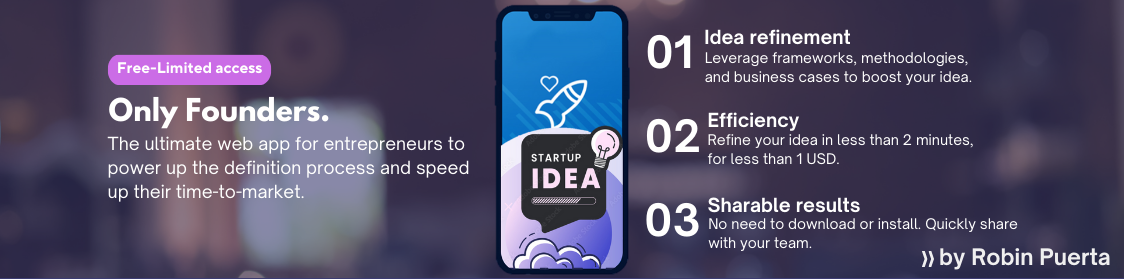 Free-Limited access
Only Founders.
The ultimate web app for entrepreneurs to
power up the definition process and speed
up their time-to-market.
STARTUP
IDEA
01 Idea refinement
Leverage frameworks, methodologies,
and business cases to boost your idea.
02 Efficiency
Refine your idea in less than 2 minutes,
for less than 1 USD.
03 Sharable results
No need to download or install. Quickly share
with your team.
)) by Robin Puerta